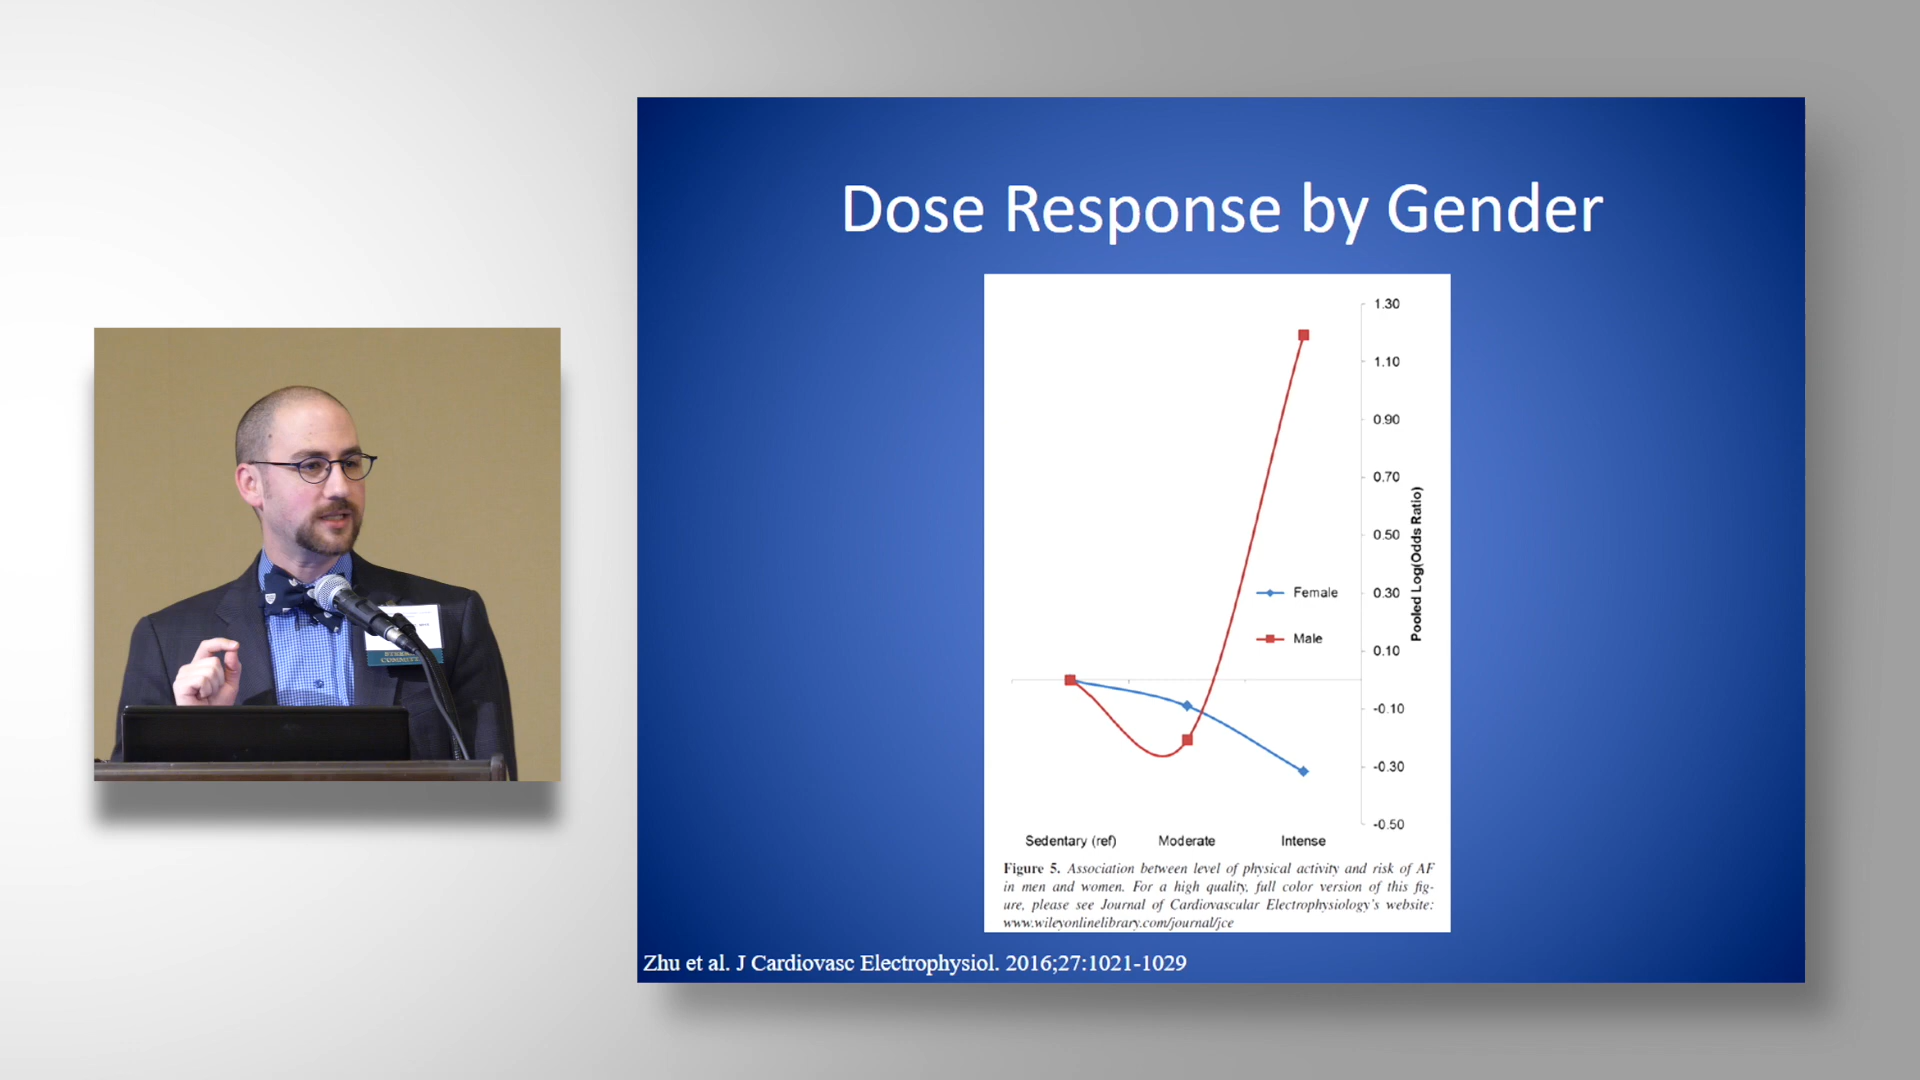 Dose Response by Gender
1.30
1.10
0.90
0.70
0.50
0.30
0.10
-0.10
-0.30
-0.50
Pooled Log(Odds Ratio)
Female
Male
Sedentary (ref)
Moderate
Intense
Figure 5. Association between level of physical activity and risk of AF
in men and women. For a high quality, full color version of this fig-
ure, please see Journal of Cardiovascular Electrophysiology's website:
www.wileyonlinelibrary.com/journal/jce
Zhu et al. J Cardiovasc Electrophysiol. 2016;27:1021-1029